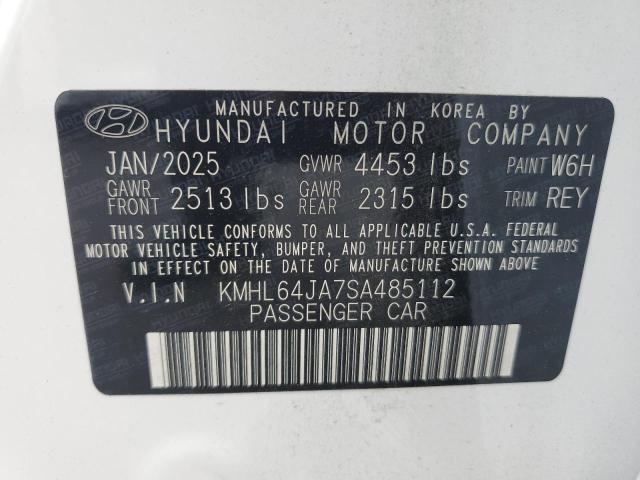 MANUFACTURED IN KOREA BY
HYUNDAI MOTOR COMPANY
JAN/2025 GVWR 4453 lbs PAINT W6H
GAWR FRONT 2513 lbs GAWR REAR 2315 lbs TRIM REY
THIS VEHICLE CONFORMS TO ALL APPLICABLE U.S.A. FEDERAL
MOTOR VEHICLE SAFETY, BUMPER, AND THEFT PREVENTION STANDARDS
IN EFFECT ON THE DATE OF MANUFACTURE SHOWN ABOVE
V.I.N KMHL64JA7SA485112
PASSENGER CAR